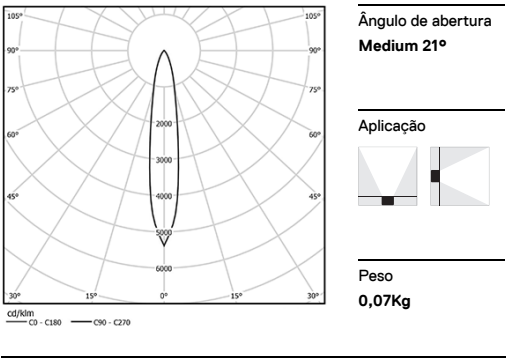 105° 105°
90° 90°
75° 75°
60° 60°
45° 45°
2000
3000
4000
5000
6000
30° 15° 0° 15° 30°
cd/klm
C0 - C180 C90 - C270
Ângulo de abertura
Medium 21º
Aplicação
Peso
0,07Kg